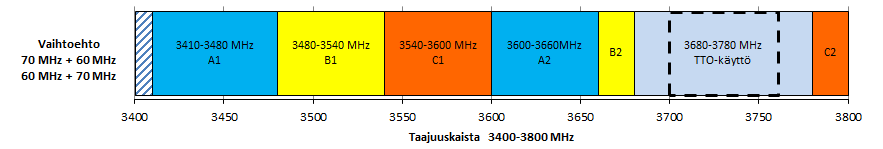 Vaihtoehto
70 MHz + 60 MHz
60 MHz + 70 MHz
3410-3480 MHz
A1
3480-3540 MHz
B1
3540-3600 MHz
C1
3600-3660MHz
A2
B2
3680-3780 MHz
TTO-käyttö
C2
3400 3450 3500 3550 3600 3650 3700 3750 3800
Taajuuskaista 3400-3800 MHz